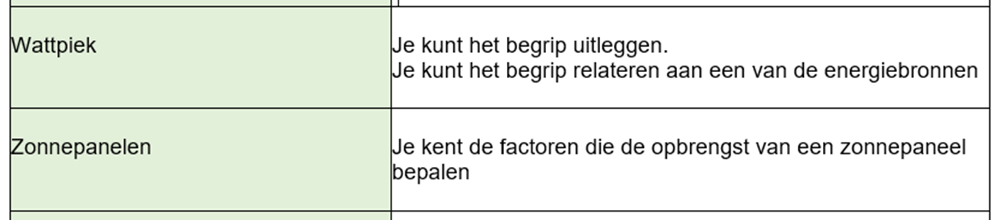 Wattpiek
Je kunt het begrip uitleggen.
Je kunt het begrip relateren aan een van de energiebronnen
Zonnepanelen
Je kent de factoren die de opbrengst van een zonnepaneel
bepalen